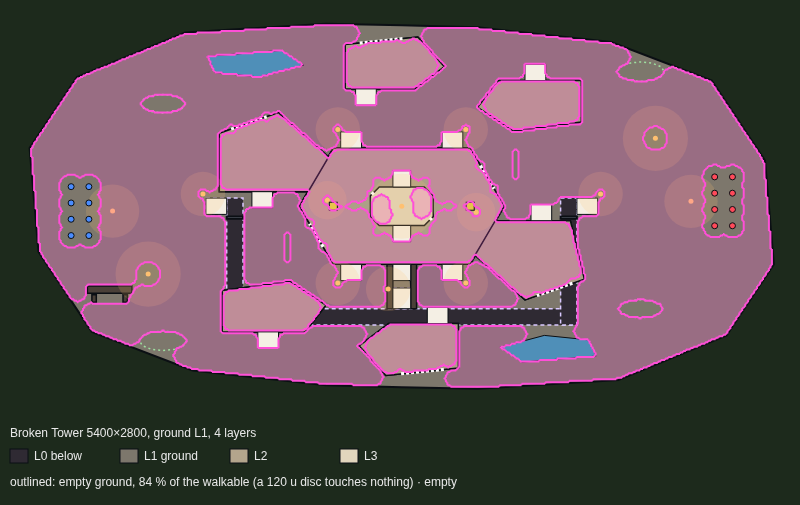 Broken Tower 5400×2800, ground L1, 4 layers
L0 below L1 ground L2 L3
outlined: empty ground, 84 % of the walkable (a 120 u disc touches nothing) · empty